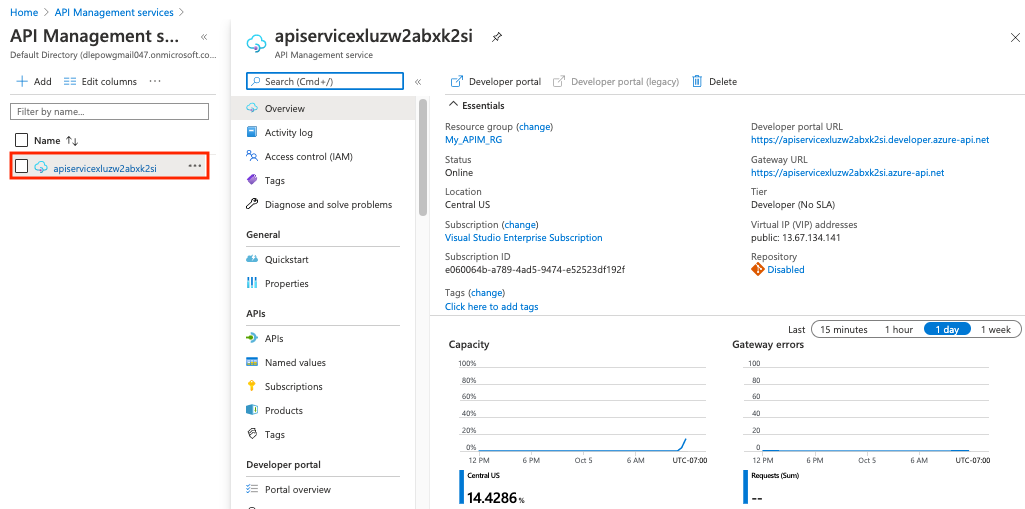 Home > API Management services >
API Management s... «
Default Directory (dlepowgmail047.onmicrosoft.co...
Add Edit columns ...
Filter by name...
Name ↑↓
apiservicexluzw2abxk2si ...
apiservicexluzw2abxk2si
API Management service
Search (Cmd+/) «
Overview
Activity log
Access control (IAM)
Tags
Diagnose and solve problems
General
Quickstart
Properties
APIs
APIs
Named values
Subscriptions
Products
Tags
Developer portal
Portal overview
Developer portal Developer portal (legacy) Delete
Essentials
Resource group (change)
My_APIM_RG
Status
Online
Location
Central US
Subscription (change)
Visual Studio Enterprise Subscription
Subscription ID
e060064b-a789-4ad5-9474-e52523df192f
Tags (change)
Click here to add tags
Developer portal URL
https://apiservicexluzw2abxk2si.developer.azure-api.net
Gateway URL
https://apiservicexluzw2abxk2si.azure-api.net
Tier
Developer (No SLA)
Virtual IP (VIP) addresses
public: 13.67.134.141
Repository
Disabled
Last 15 minutes 1 hour 1 day 1 week
Capacity
100%
80%
60%
40%
20%
0%
12 PM 6 PM Oct 5 6 AM UTC-07:00
Central US
14.4286 %
Gateway errors
100
80
60
40
20
0
12 PM 6 PM Oct 5 6 AM UTC-07:00
Requests (Sum)
--